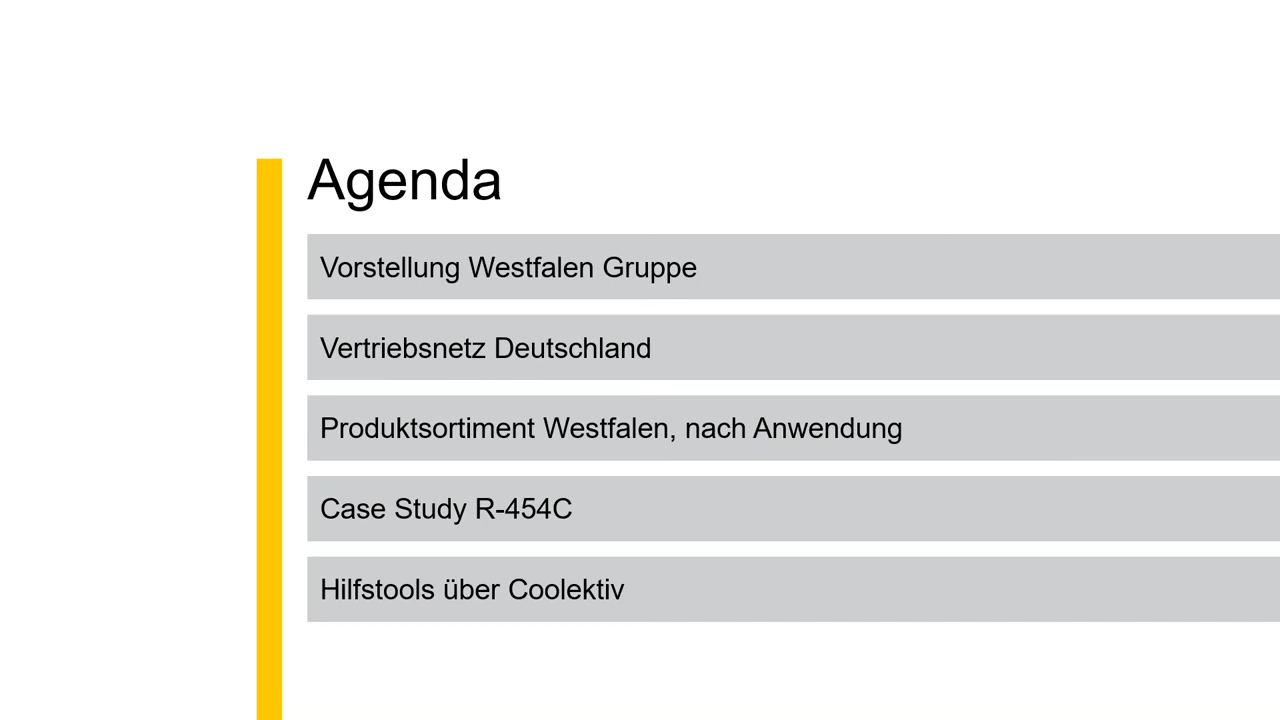 Agenda
Vorstellung Westfalen Gruppe
Vertriebsnetz Deutschland
Produktsortiment Westfalen, nach Anwendung
Case Study R-454C
Hilfstools über Coolektiv